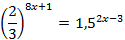 (2/3)^{8x+1} = 1,5^{2x−3}